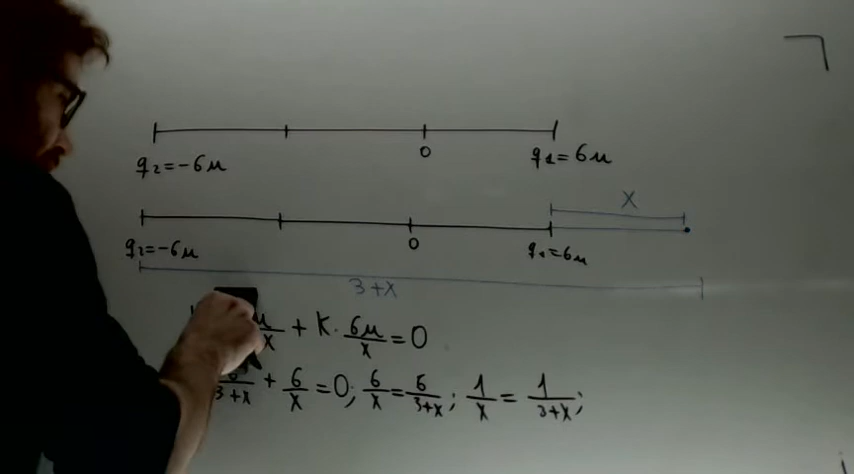 0
q₂=-6μ q₁=6μ
X
q₂=-6μ 0 q₁=6μ
3+X
μ/x + K·6μ/x = 0
/3+x + 6/x = 0; 6/x = 6/3+x; 1/x = 1/3+x;